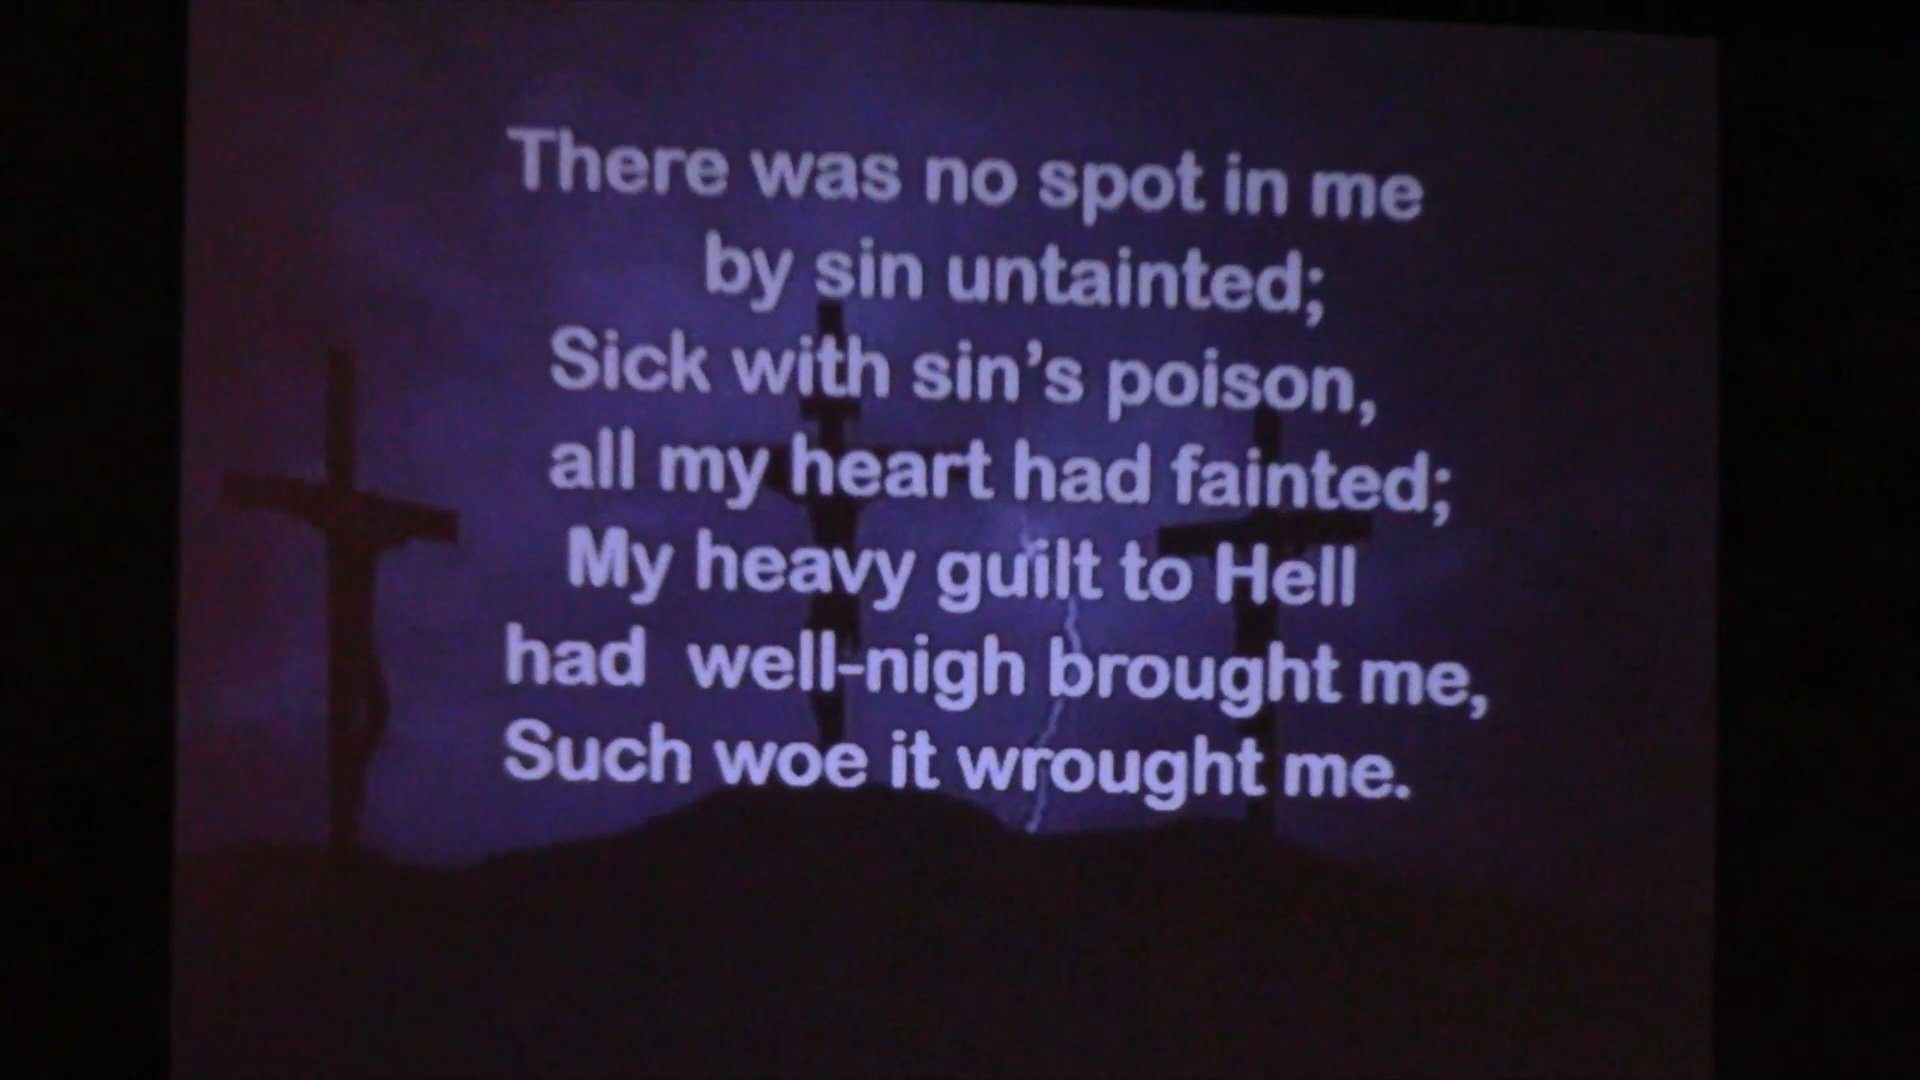 There was no spot in me
by sin untainted;
Sick with sin’s poison,
all my heart had fainted;
My heavy guilt to Hell
had well-nigh brought me,
Such woe it wrought me.